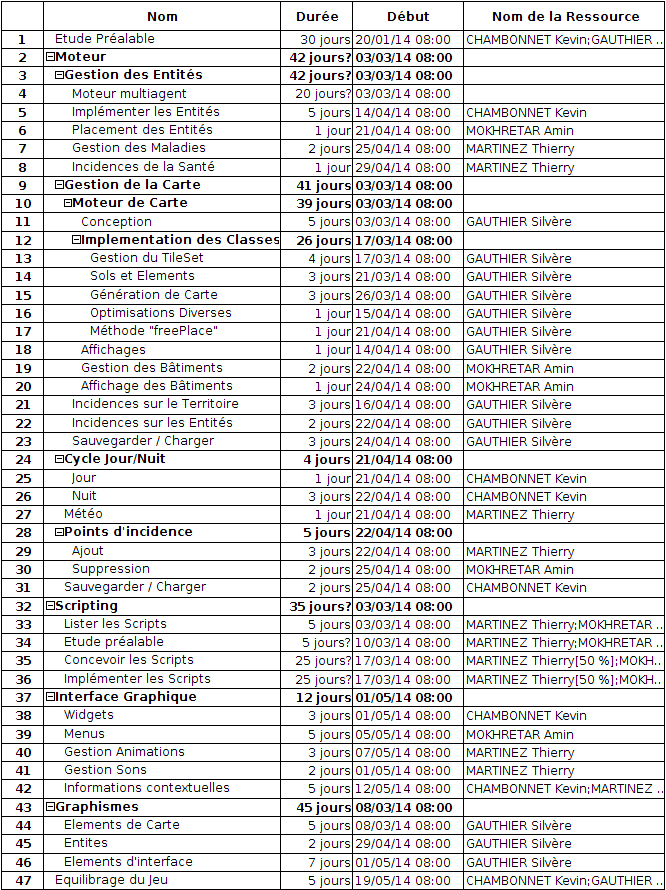 Nom Durée Début Nom de la Ressource
1 Etude Préalable 30 jours 20/01/14 08:00 CHAMBONNET Kevin;GAUTHIER ..
2 Moteur 42 jours? 03/03/14 08:00
3 Gestion des Entités 42 jours? 03/03/14 08:00
4 Moteur multiagent 20 jours? 03/03/14 08:00
5 Implémenter les Entités 5 jours 14/04/14 08:00 CHAMBONNET Kevin
6 Placement des Entités 1 jour 21/04/14 08:00 MOKHRETAR Amin
7 Gestion des Maladies 2 jours 25/04/14 08:00 MARTINEZ Thierry
8 Incidences de la Santé 1 jour 29/04/14 08:00 MARTINEZ Thierry
9 Gestion de la Carte 41 jours 03/03/14 08:00
10 Moteur de Carte 39 jours 03/03/14 08:00
11 Conception 5 jours 03/03/14 08:00 GAUTHIER Silvère
12 Implementation des Classes 26 jours 17/03/14 08:00
13 Gestion du TileSet 4 jours 17/03/14 08:00 GAUTHIER Silvère
14 Sols et Elements 3 jours 21/03/14 08:00 GAUTHIER Silvère
15 Génération de Carte 3 jours 26/03/14 08:00 GAUTHIER Silvère
16 Optimisations Diverses 1 jour 15/04/14 08:00 GAUTHIER Silvère
17 Méthode "freePlace" 1 jour 21/04/14 08:00 GAUTHIER Silvère
18 Affichages 1 jour 14/04/14 08:00 GAUTHIER Silvère
19 Gestion des Bâtiments 2 jours 22/04/14 08:00 MOKHRETAR Amin
20 Affichage des Bâtiments 1 jour 24/04/14 08:00 MOKHRETAR Amin
21 Incidences sur le Territoire 3 jours 16/04/14 08:00 GAUTHIER Silvère
22 Incidences sur les Entités 2 jours 22/04/14 08:00 GAUTHIER Silvère
23 Sauvegarder / Charger 3 jours 24/04/14 08:00 GAUTHIER Silvère
24 Cycle Jour/Nuit 4 jours 21/04/14 08:00
25 Jour 1 jour 21/04/14 08:00 CHAMBONNET Kevin
26 Nuit 3 jours 22/04/14 08:00 CHAMBONNET Kevin
27 Météo 1 jour 21/04/14 08:00 MARTINEZ Thierry
28 Points d'incidence 5 jours 22/04/14 08:00
29 Ajout 3 jours 22/04/14 08:00 MARTINEZ Thierry
30 Suppression 2 jours 25/04/14 08:00 MOKHRETAR Amin
31 Sauvegarder / Charger 2 jours 25/04/14 08:00 CHAMBONNET Kevin
32 Scripting 35 jours? 03/03/14 08:00
33 Lister les Scripts 5 jours 03/03/14 08:00 MARTINEZ Thierry;MOKHRETAR ..
34 Etude préalable 5 jours? 10/03/14 08:00 MARTINEZ Thierry;MOKHRETAR ..
35 Concevoir les Scripts 25 jours? 17/03/14 08:00 MARTINEZ Thierry[50 %];MOKH..
36 Implémenter les Scripts 25 jours? 17/03/14 08:00 MARTINEZ Thierry[50 %];MOKH..
37 Interface Graphique 12 jours 01/05/14 08:00
38 Widgets 3 jours 01/05/14 08:00 CHAMBONNET Kevin
39 Menus 5 jours 05/05/14 08:00 MOKHRETAR Amin
40 Gestion Animations 3 jours 07/05/14 08:00 MARTINEZ Thierry
41 Gestion Sons 2 jours 01/05/14 08:00 MARTINEZ Thierry
42 Informations contextuelles 5 jours 12/05/14 08:00 CHAMBONNET Kevin;MARTINEZ ..
43 Graphismes 45 jours 08/03/14 08:00
44 Elements de Carte 5 jours 08/03/14 08:00 GAUTHIER Silvère
45 Entites 2 jours 29/04/14 08:00 GAUTHIER Silvère
46 Elements d'interface 7 jours 01/05/14 08:00 GAUTHIER Silvère
47 Equilibrage du Jeu 5 jours 19/05/14 08:00 CHAMBONNET Kevin;GAUTHIER ..